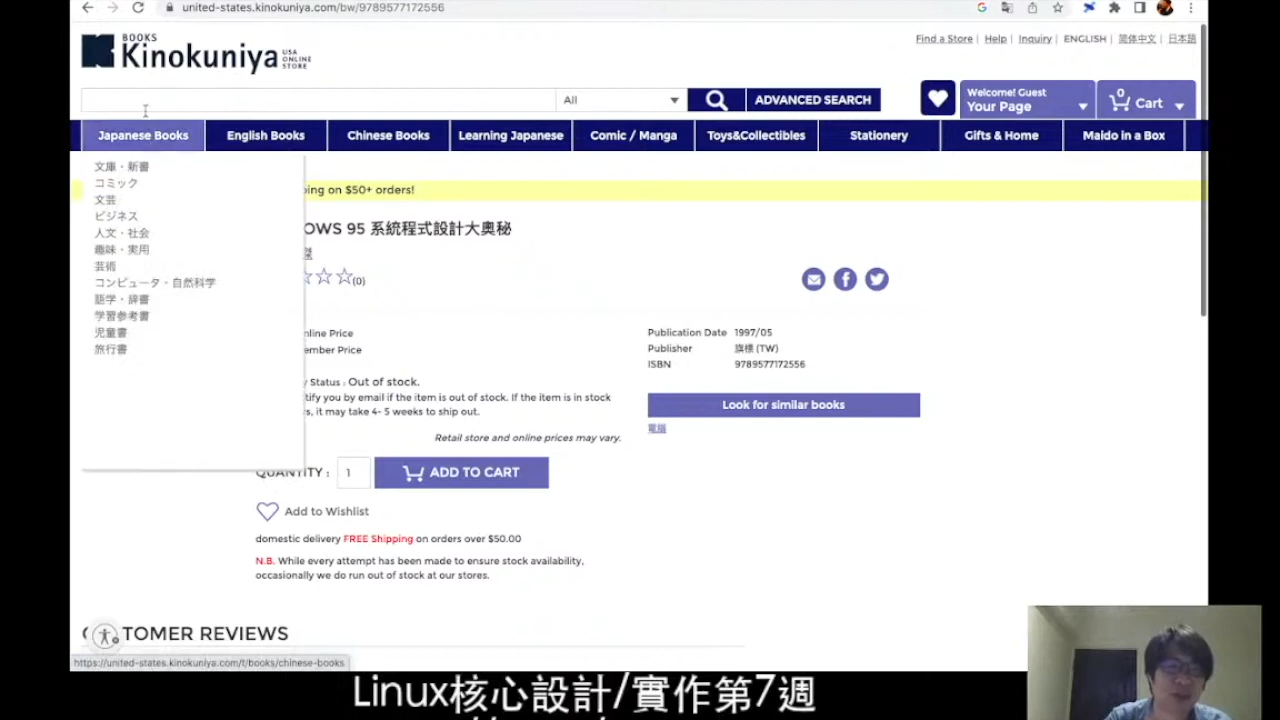 united-states.kinokuniya.com/bw/9789577172556
BOOKS
Kinokuniya
USA
ONLINE
STORE
Find a Store | Help | Inquiry | ENGLISH | 简体中文 | 日本語
All
ADVANCED SEARCH
Welcome! Guest
Your Page
0
Cart
Japanese Books
English Books
Chinese Books
Learning Japanese
Comic / Manga
Toys&Collectibles
Stationery
Gifts & Home
Maido in a Box
文庫・新書
コミック
文芸
ビジネス
人文・社会
趣味・実用
芸術
コンピュータ・自然科学
語学・辞書
学習参考書
児童書
旅行書
ing on $50+ orders!
OWS 95 系統程式設計大奧秘
(0)
nline Price
ember Price
Status : Out of stock.
tify you by email if the item is out of stock. If the item is in stock
s, it may take 4- 5 weeks to ship out.
Retail store and online prices may vary.
Publication Date 1997/05
Publisher 旗標 (TW)
ISBN 9789577172556
Look for similar books
電腦
QUANTITY : 1
ADD TO CART
Add to Wishlist
domestic delivery FREE Shipping on orders over $50.00
N.B. While every attempt has been made to ensure stock availability,
occasionally we do run out of stock at our stores.
TOMER REVIEWS
https://united-states.kinokuniya.com/t/books/chinese-books
Linux核心設計/實作第7週